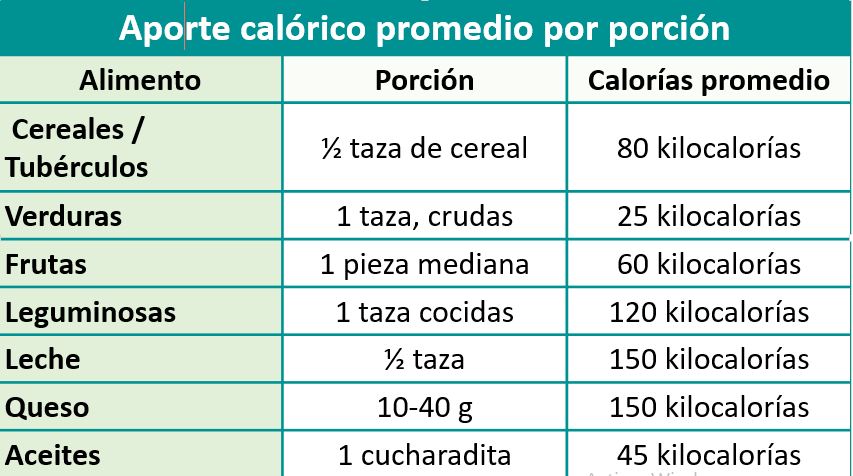 Aporte calórico promedio por porción
Alimento Porción Calorías promedio
Cereales /
Tubérculos ½ taza de cereal 80 kilocalorías
Verduras 1 taza, crudas 25 kilocalorías
Frutas 1 pieza mediana 60 kilocalorías
Leguminosas 1 taza cocidas 120 kilocalorías
Leche ½ taza 150 kilocalorías
Queso 10-40 g 150 kilocalorías
Aceites 1 cucharadita 45 kilocalorías